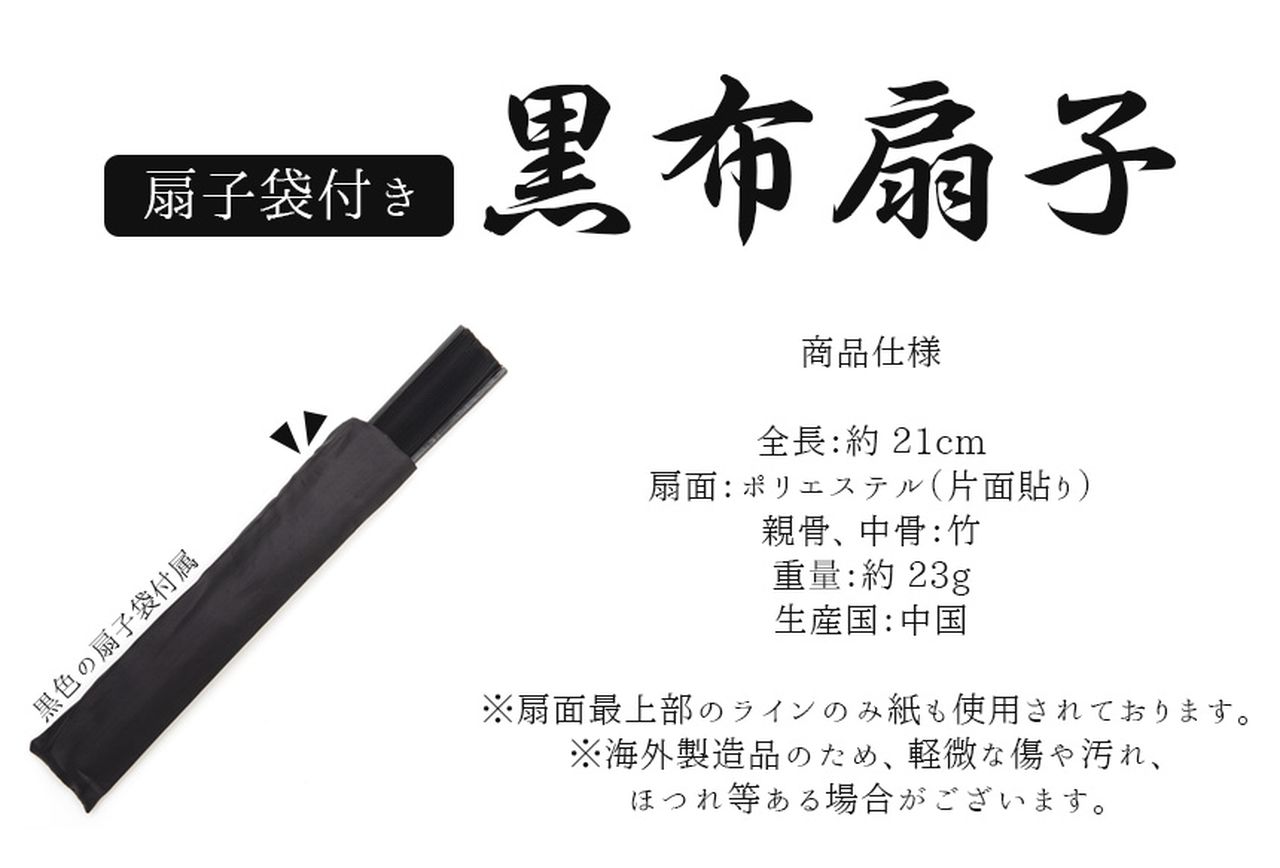 扇子袋付き
黒布扇子
商品仕様
全長:約 21cm
扇面:ポリエステル(片面貼り)
親骨、中骨:竹
重量:約 23g
生産国:中国
黒色の扇子袋付属
※扇面最上部のラインのみ紙も使用されております。
※海外製造品のため、軽微な傷や汚れ、
ほつれ等ある場合がございます。